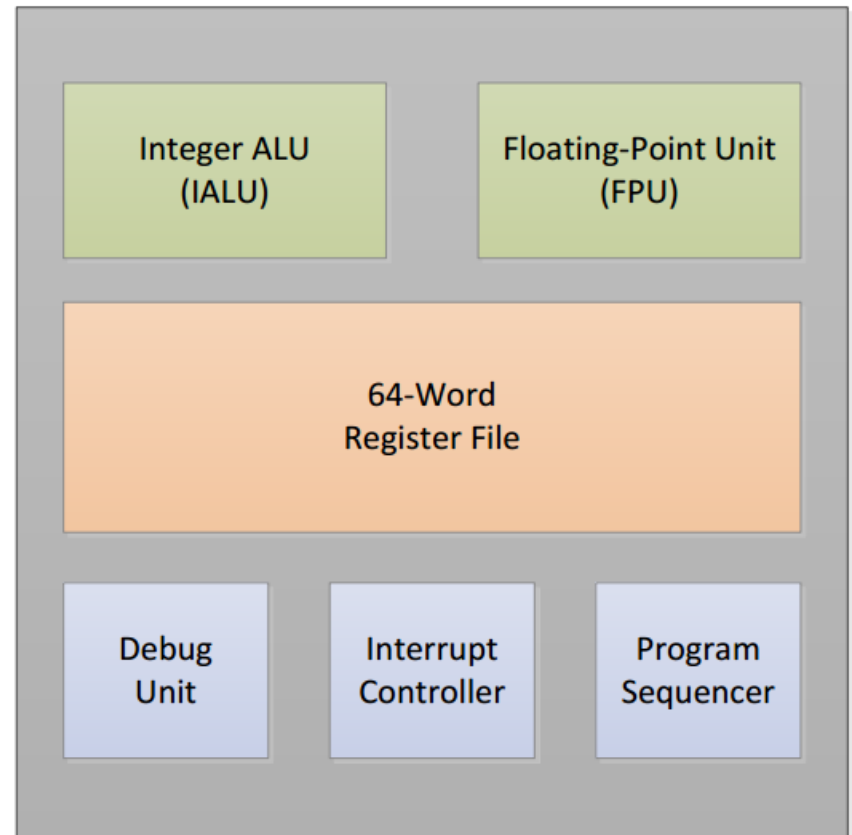 Integer ALU
(IALU)
Floating-Point Unit
(FPU)
64-Word
Register File
Debug
Unit
Interrupt
Controller
Program
Sequencer